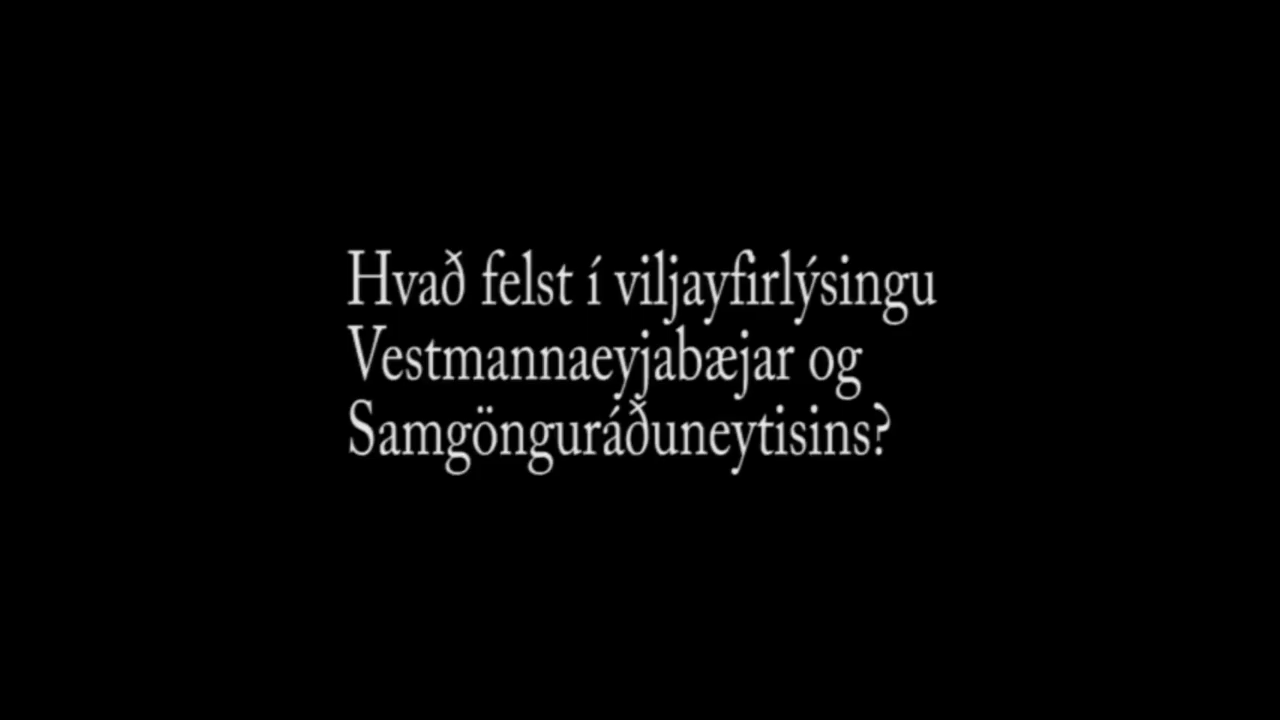 Hvað felst í viljayfirlýsingu
Vestmannaeyjabæjar og
Samgönguráðuneytisins?